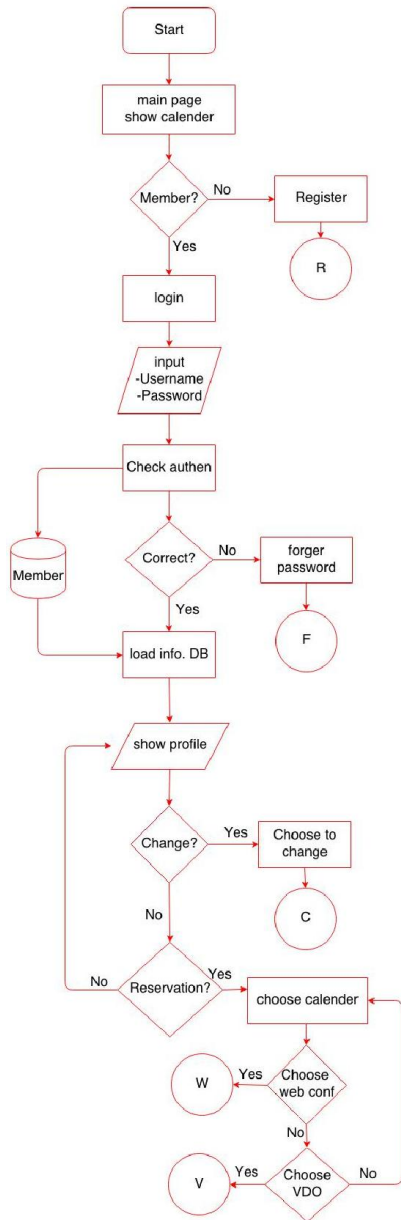 Start
main page
show calender
Member?
No
Register
R
Yes
login
input
-Username
-Password
Check authen
Member
Correct?
No
forger
password
F
Yes
load info. DB
show profile
Change?
Yes
Choose to
change
C
No
Reservation?
No
Yes
choose calender
Choose
web conf
Yes
W
No
Choose
VDO
Yes
V
No